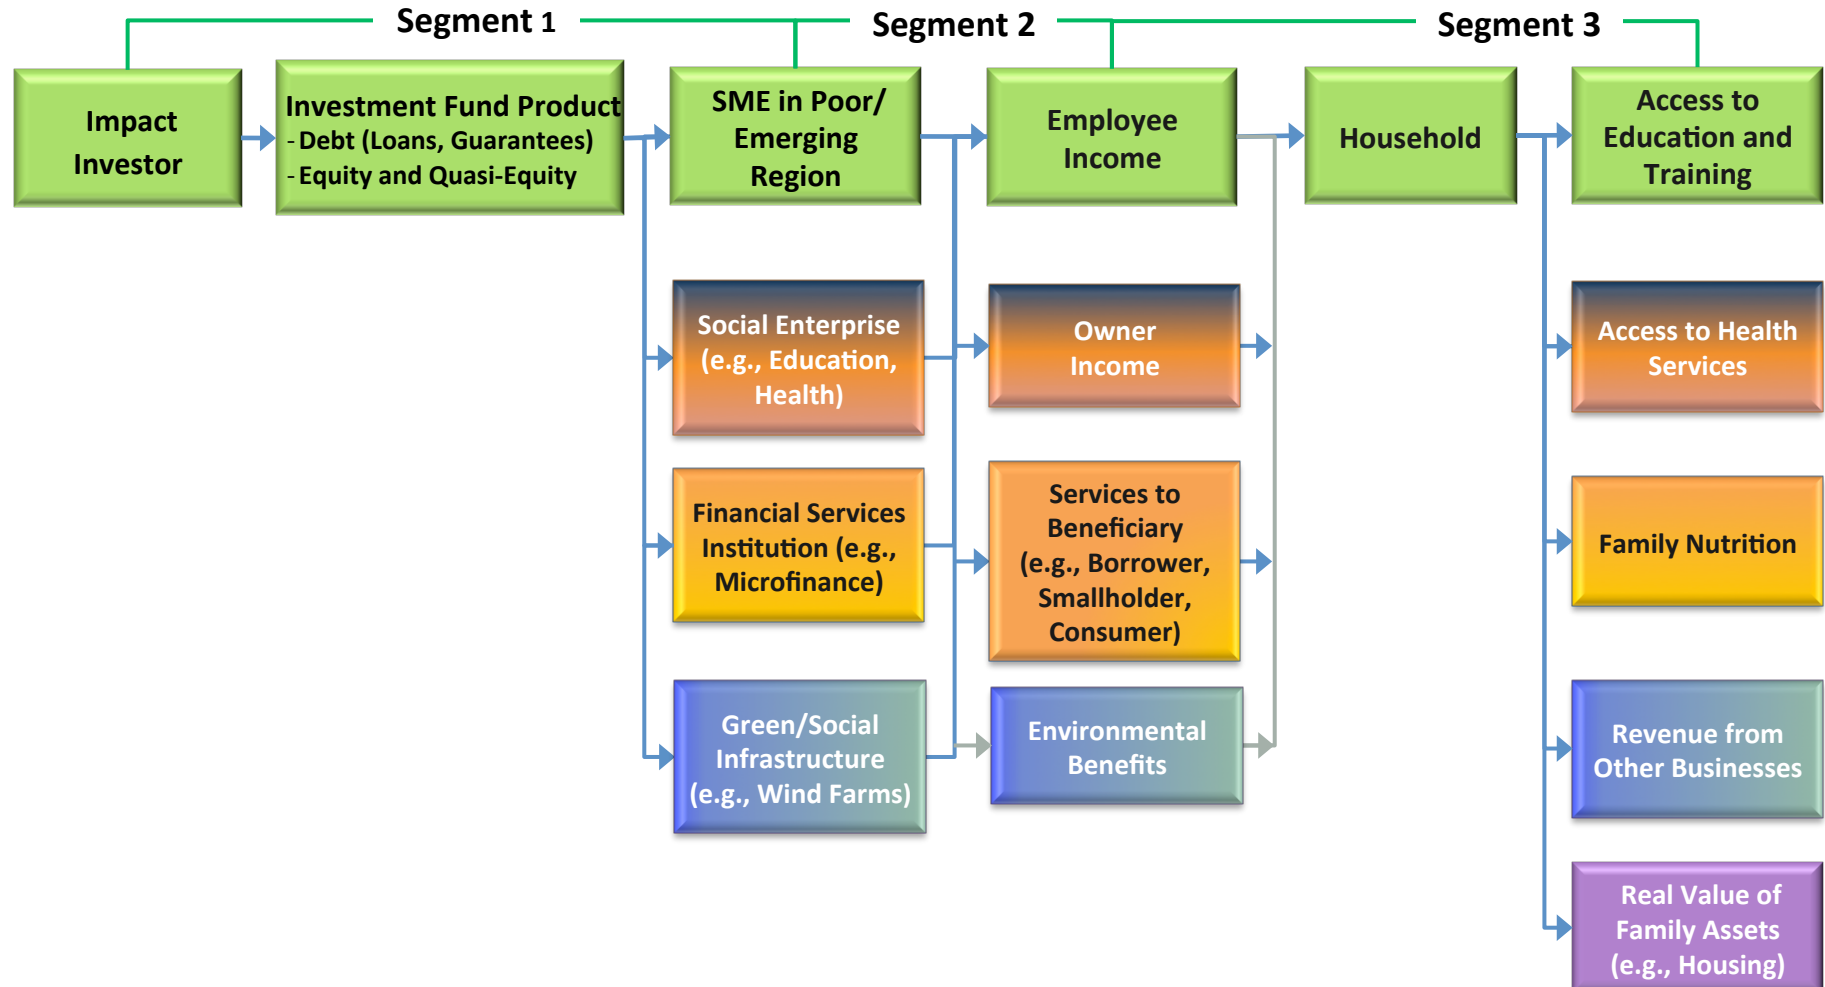 Segment 1
Segment 2
Segment 3
Impact
Investor
Investment Fund Product
- Debt (Loans, Guarantees)
- Equity and Quasi-Equity
SME in Poor/
Emerging
Region
Employee
Income
Household
Access to
Education and
Training
Social Enterprise
(e.g., Education,
Health)
Owner
Income
Access to Health
Services
Financial Services
Institution (e.g.,
Microfinance)
Services to
Beneficiary
(e.g., Borrower,
Smallholder,
Consumer)
Family Nutrition
Green/Social
Infrastructure
(e.g., Wind Farms)
Environmental
Benefits
Revenue from
Other Businesses
Real Value of
Family Assets
(e.g., Housing)